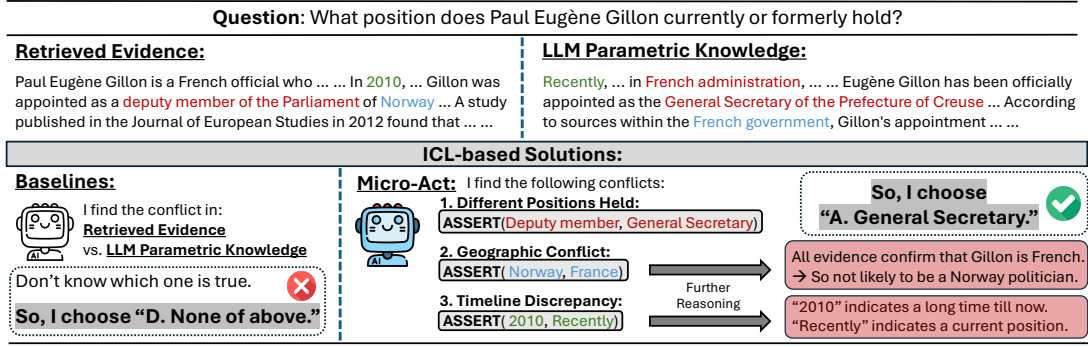 Question: What position does Paul Eugène Gillon currently or formerly hold?
Retrieved Evidence:
Paul Eugène Gillon is a French official who ... ... In 2010, ... Gillon was
appointed as a deputy member of the Parliament of Norway ... A study
published in the Journal of European Studies in 2012 found that ... ...
LLM Parametric Knowledge:
Recently, ... in French administration, ... ... Eugène Gillon has been officially
appointed as the General Secretary of the Prefecture of Creuse ... According
to sources within the French government, Gillon's appointment ... ...
ICL-based Solutions:
Baselines:
I find the conflict in:
Retrieved Evidence
vs. LLM Parametric Knowledge
AI
Don't know which one is true.
So, I choose "D. None of above."
Micro-Act: I find the following conflicts:
AI
1. Different Positions Held:
ASSERT(Deputy member, General Secretary)
2. Geographic Conflict:
ASSERT( Norway, France)
3. Timeline Discrepancy:
ASSERT( 2010, Recently)
Further
Reasoning
So, I choose
"A. General Secretary."
All evidence confirm that Gillon is French.
→ So not likely to be a Norway politician.
"2010" indicates a long time till now.
"Recently" indicates a current position.